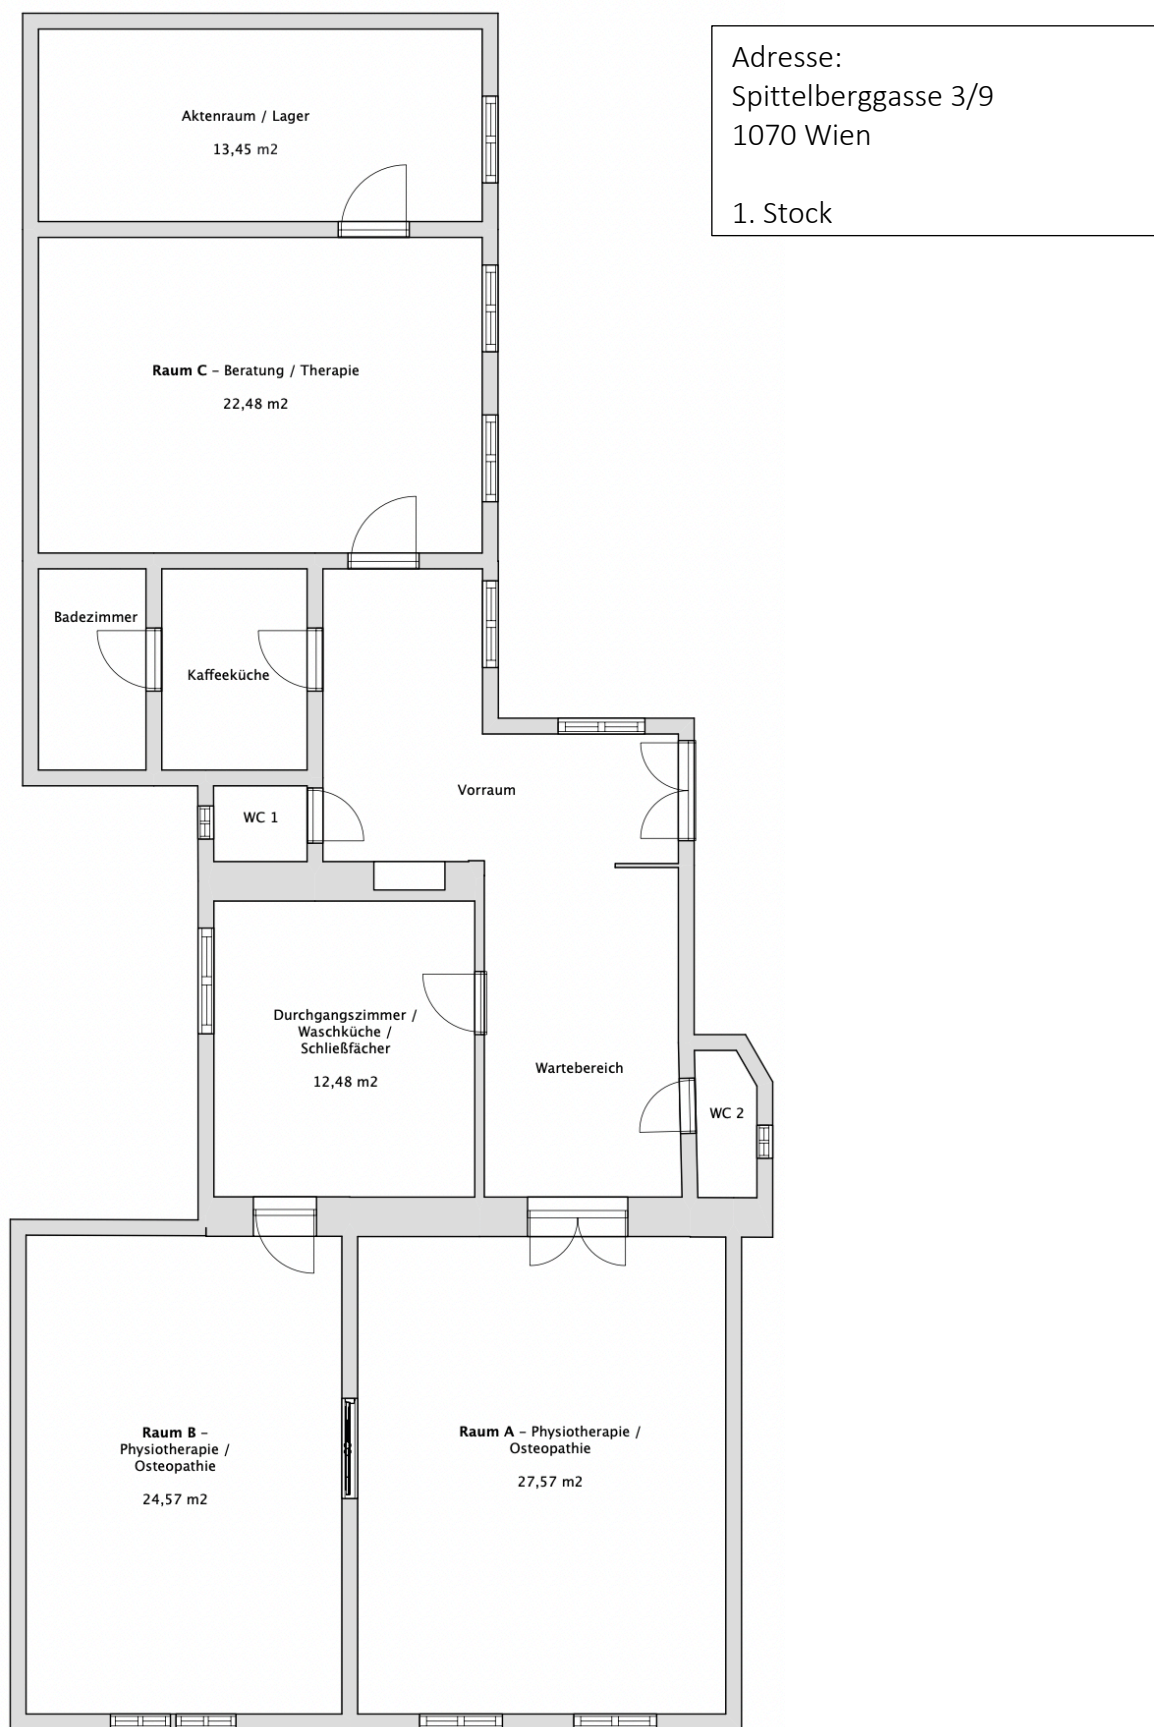 Adresse:
Spittelberggasse 3/9
1070 Wien
1. Stock
Aktenraum / Lager
13,45 m2
Raum C – Beratung / Therapie
22,48 m2
Badezimmer
Kaffeeküche
Vorraum
WC 1
Durchgangszimmer /
Waschküche /
Schließfächer
12,48 m2
Wartebereich
WC 2
Raum B –
Physiotherapie /
Osteopathie
24,57 m2
Raum A – Physiotherapie /
Osteopathie
27,57 m2